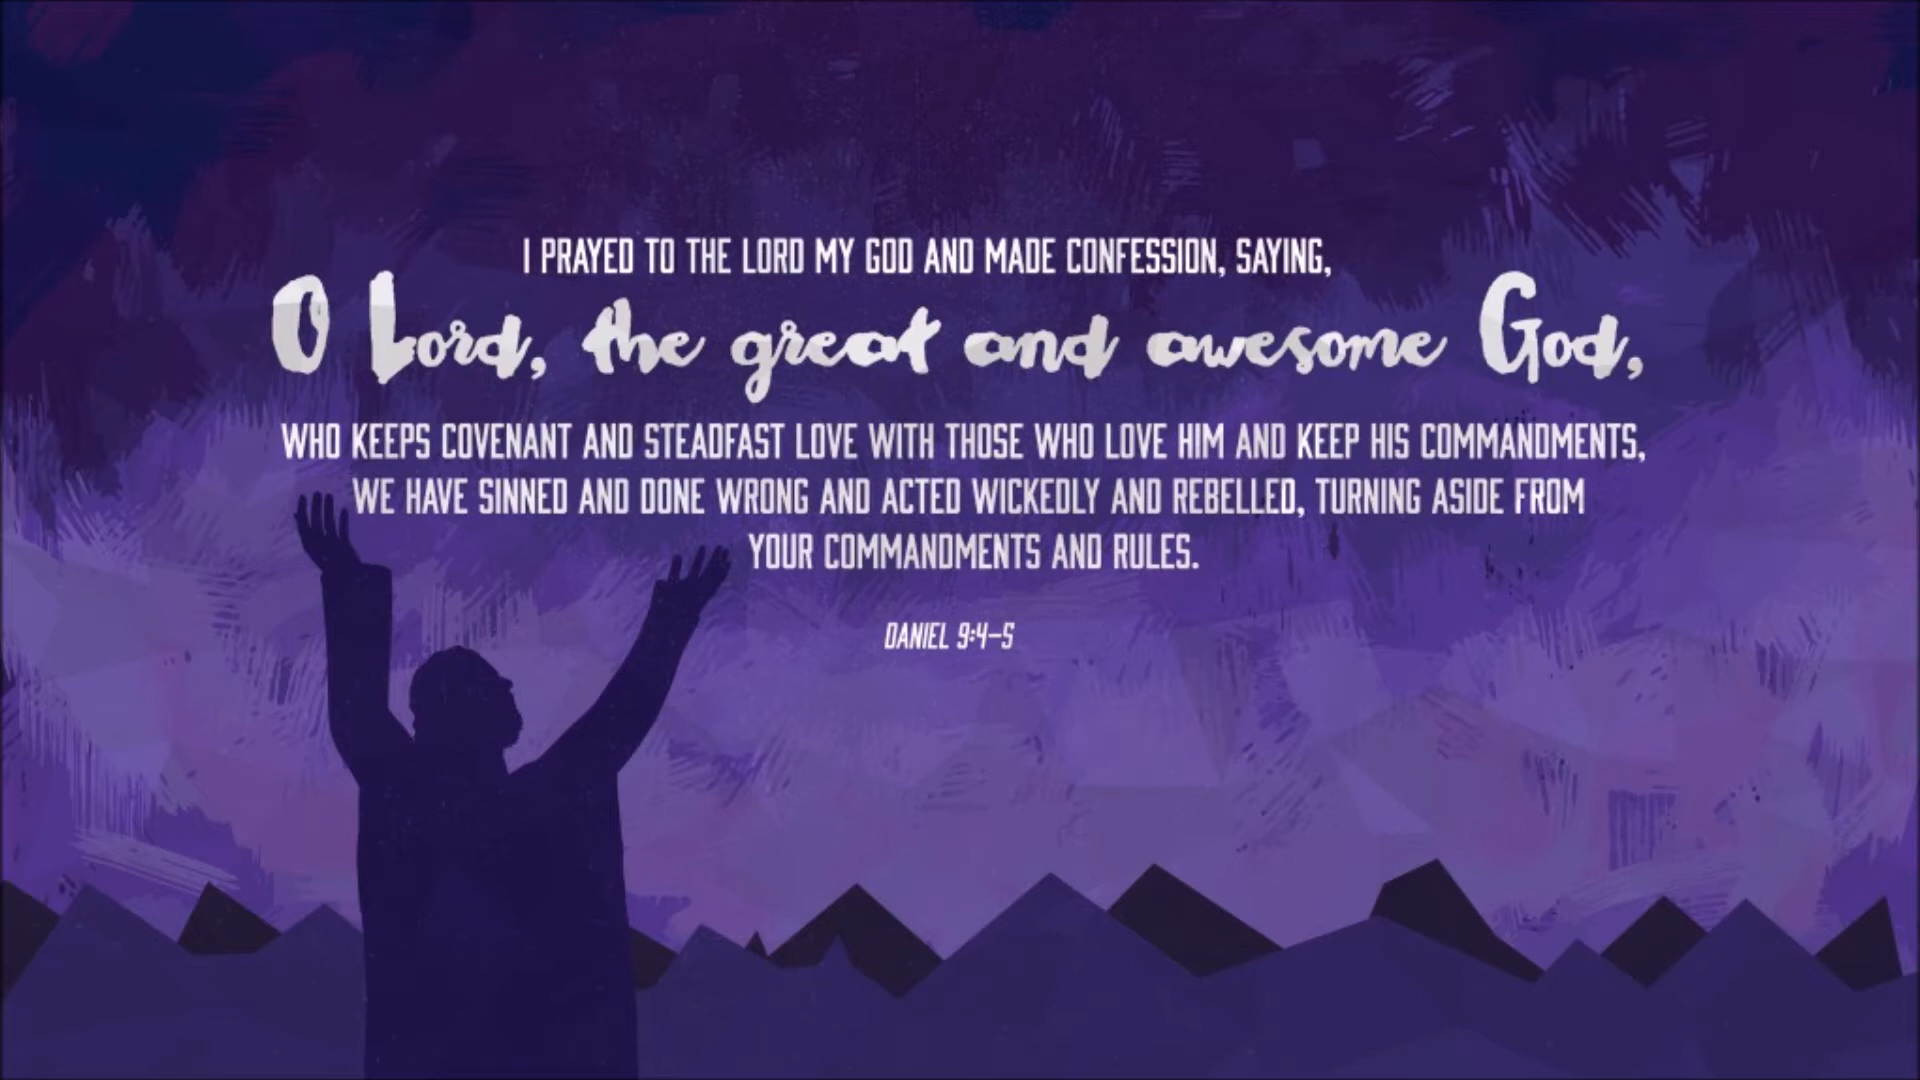 I PRAYED TO THE LORD MY GOD AND MADE CONFESSION, SAYING,
O Lord, the great and awesome God,
WHO KEEPS COVENANT AND STEADFAST LOVE WITH THOSE WHO LOVE HIM AND KEEP HIS COMMANDMENTS,
WE HAVE SINNED AND DONE WRONG AND ACTED WICKEDLY AND REBELLED, TURNING ASIDE FROM
YOUR COMMANDMENTS AND RULES.
DANIEL 9:4–5